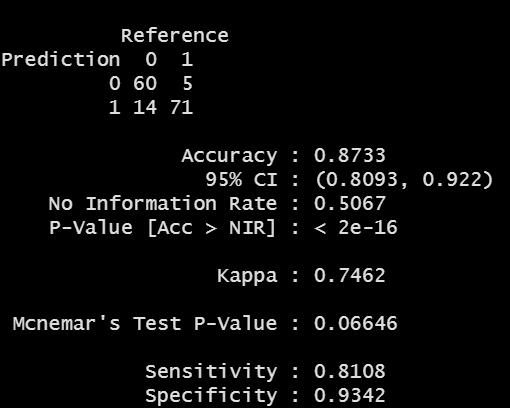 Reference
Prediction 0 1
0 60 5
1 14 71
Accuracy : 0.8733
95% CI : (0.8093, 0.922)
No Information Rate : 0.5067
P-Value [Acc > NIR] : < 2e-16
Kappa : 0.7462
Mcnemar's Test P-Value : 0.06646
Sensitivity : 0.8108
Specificity : 0.9342